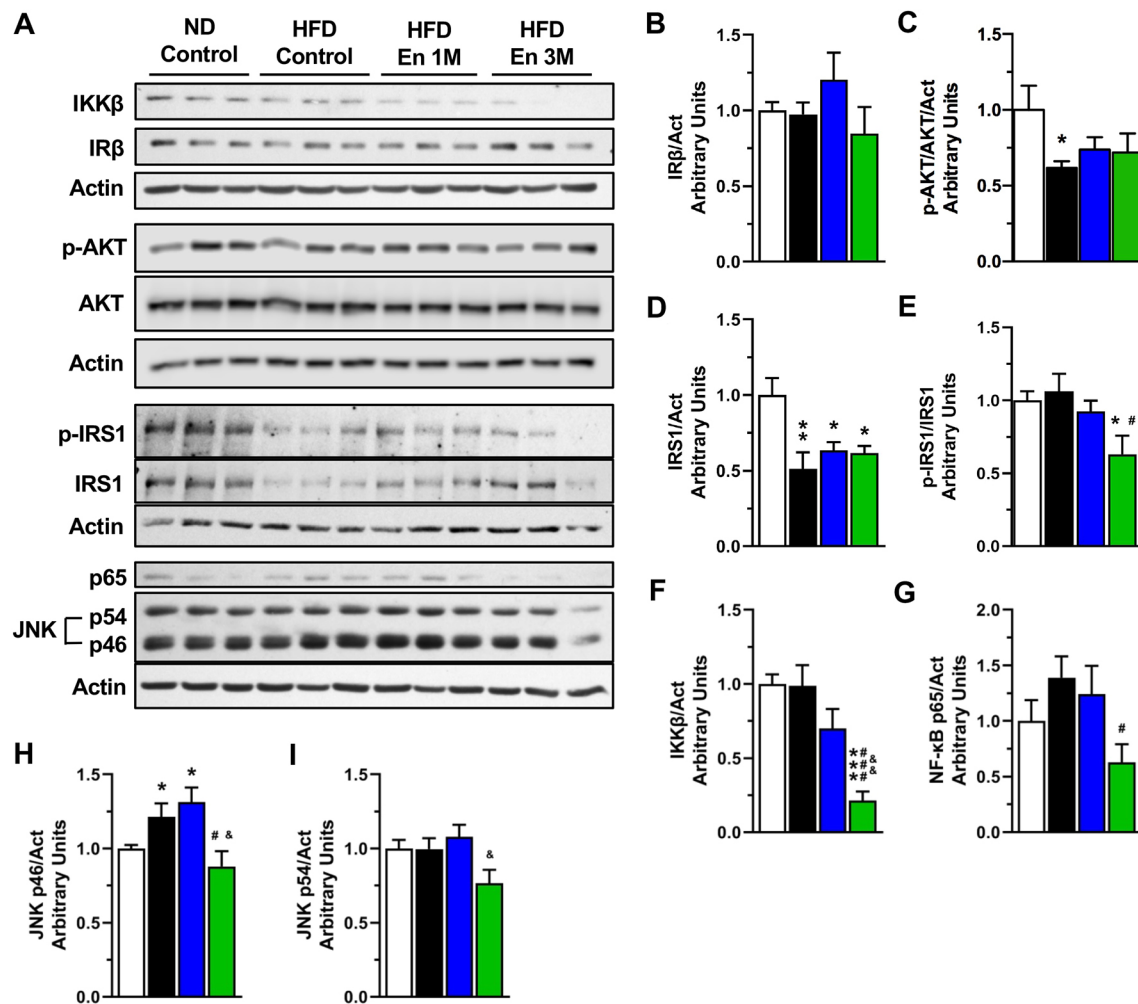 A
ND
Control
HFD
Control
HFD
En 1M
HFD
En 3M
IKKβ
IRβ
Actin
p-AKT
AKT
Actin
p-IRS1
IRS1
Actin
p65
JNK
p54
p46
Actin
B
IRβ/Act
Arbitrary Units
1.5
1.0
0.5
0.0
C
p-AKT/AKT/Act
Arbitrary Units
1.5
1.0
0.5
0.0
*
D
IRS1/Act
Arbitrary Units
1.5
1.0
0.5
0.0
*
*
*
*
E
p-IRS1/IRS1
Arbitrary Units
1.5
1.0
0.5
0.0
* #
F
IKKβ/Act
Arbitrary Units
1.5
1.0
0.5
0.0
*#
*#&
*#&
G
NF-κB p65/Act
Arbitrary Units
2.0
1.5
1.0
0.5
0.0
#
H
JNK p46/Act
Arbitrary Units
1.5
1.0
0.5
0.0
*
*
# &
I
JNK p54/Act
Arbitrary Units
1.5
1.0
0.5
0.0
&